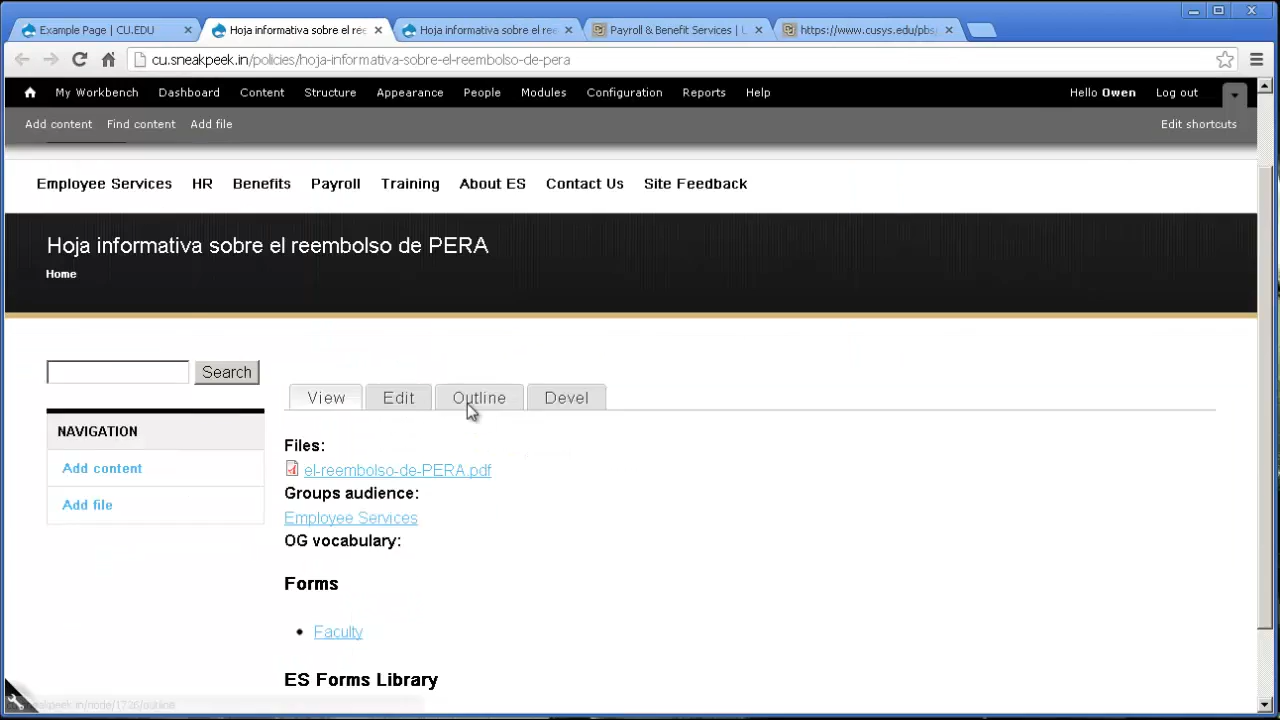 Example Page | CU.EDU
Hoja informativa sobre el re
Hoja informativa sobre el re
Payroll & Benefit Services |
https://www.cusys.edu/pbs
cu.sneakpeek.in/policies/hoja-informativa-sobre-el-reembolso-de-pera
My Workbench Dashboard Content Structure Appearance People Modules Configuration Reports Help Hello Owen Log out
Add content Find content Add file Edit shortcuts
Employee Services HR Benefits Payroll Training About ES Contact Us Site Feedback
Hoja informativa sobre el reembolso de PERA
Home
Search
View Edit Outline Devel
NAVIGATION
Add content
Add file
Files:
el-reembolso-de-PERA.pdf
Groups audience:
Employee Services
OG vocabulary:
Forms
Faculty
ES Forms Library